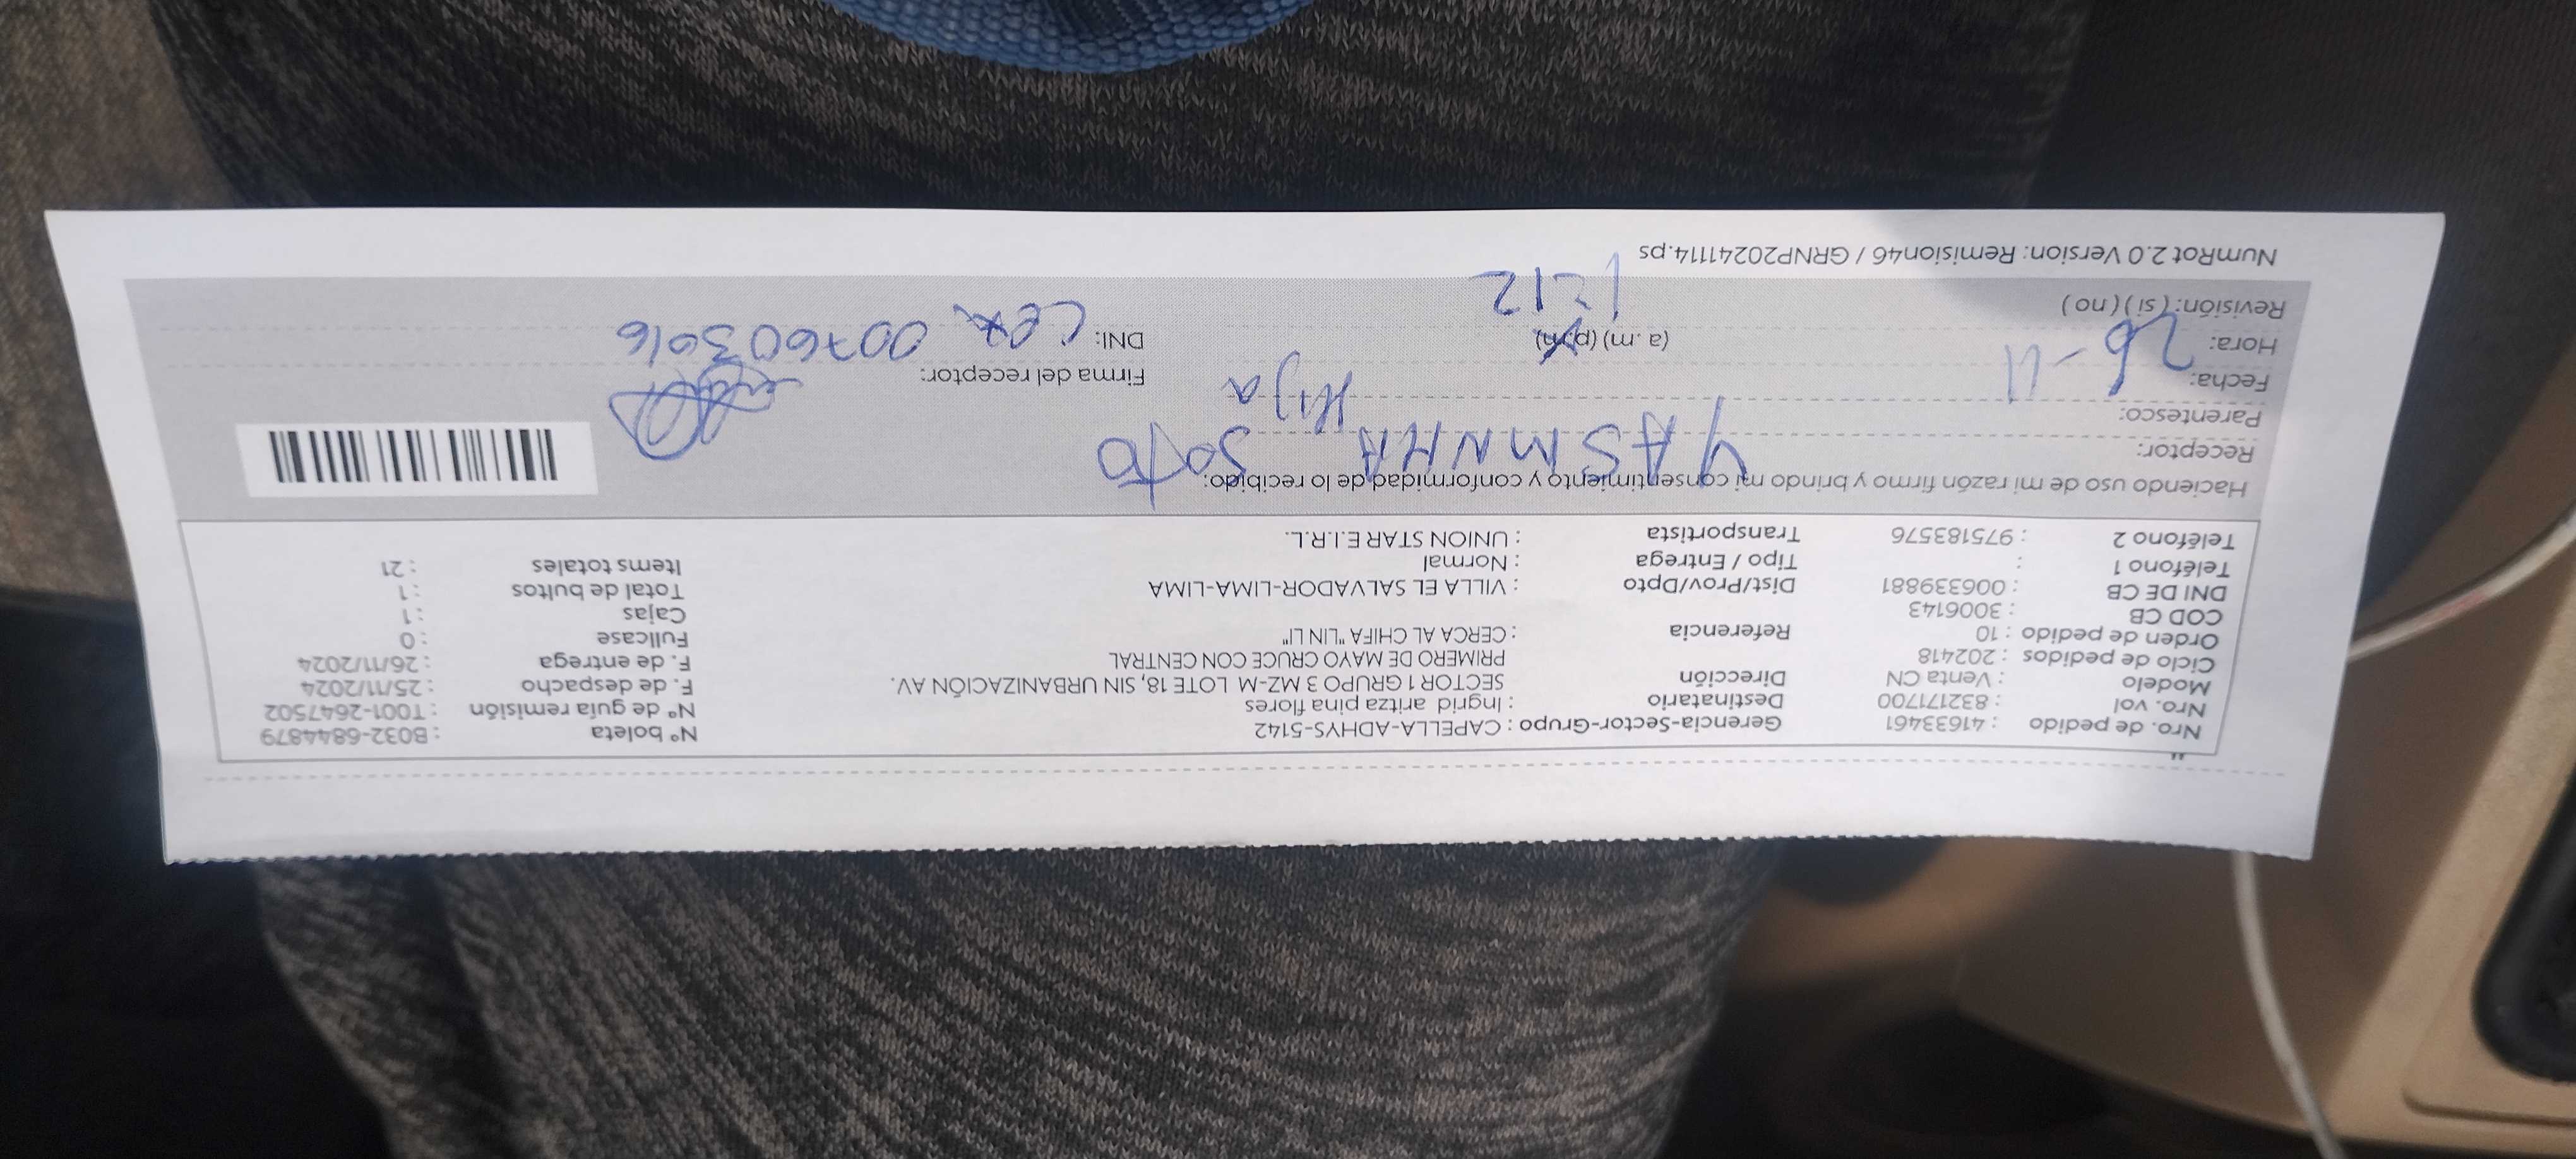 Nro. de pedido : 41633461 Gerencia-Sector-Grupo : CAPELLA-ADHYS-5142 Nº boleta : B032-6844879
Nro. vol. : 832171700 Destinatario : Ingrid aritza pina flores Nº de guía remisión : T001-2647502
Modelo : Venta CN Dirección SECTOR 1 GRUPO 3 MZ-M LOTE 18, SIN URBANIZACIÓN AV. F. de despacho : 25/11/2024
Ciclo de pedidos : 202418 PRIMERO DE MAYO CRUCE CON CENTRAL F. de entrega : 26/11/2024
Orden de pedido : 10 Referencia : CERCA AL CHIFA "LIN LI" Fullcase : 0
COD CB : 3006143 Cajas : 1
DNI DE CB : 006339881 Dist/Prov/Dpto : VILLA EL SALVADOR-LIMA-LIMA Total de bultos : 1
Teléfono 1 : Tipo / Entrega : Normal Items totales : 21
Teléfono 2 : 975183576 Transportista : UNION STAR E.I.R.L.
Haciendo uso de mi razón firmo y brindo mi consentimiento y conformidad de lo recibido:
Receptor: YASMNHA Soto
Parentesco: Hija
Fecha: 26-11 Firma del receptor:
Hora: 1:12 (a.m) (p.m) DNI: 007603016
Revisión: (si) (no)
NumRot 2.0 Version: Remision46 / GRNP20241114.ps